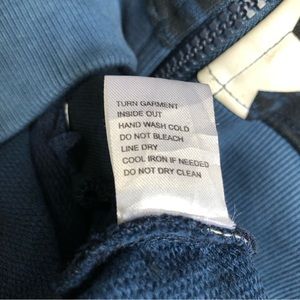 TURN GARMENT
INSIDE OUT
HAND WASH COLD
DO NOT BLEACH
LINE DRY
COOL IRON IF NEEDED
DO NOT DRY CLEAN